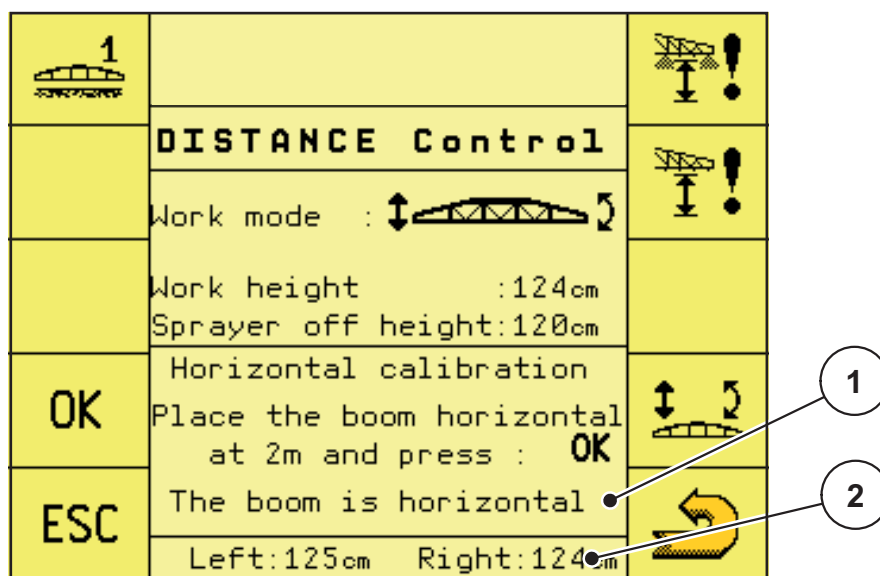 1
DISTANCE Control
Work mode :
Work height :124cm
Sprayer off height:120cm
Horizontal calibration
OK
Place the boom horizontal
at 2m and press : OK
1
The boom is horizontal
ESC
2
Left:125cm Right:124cm